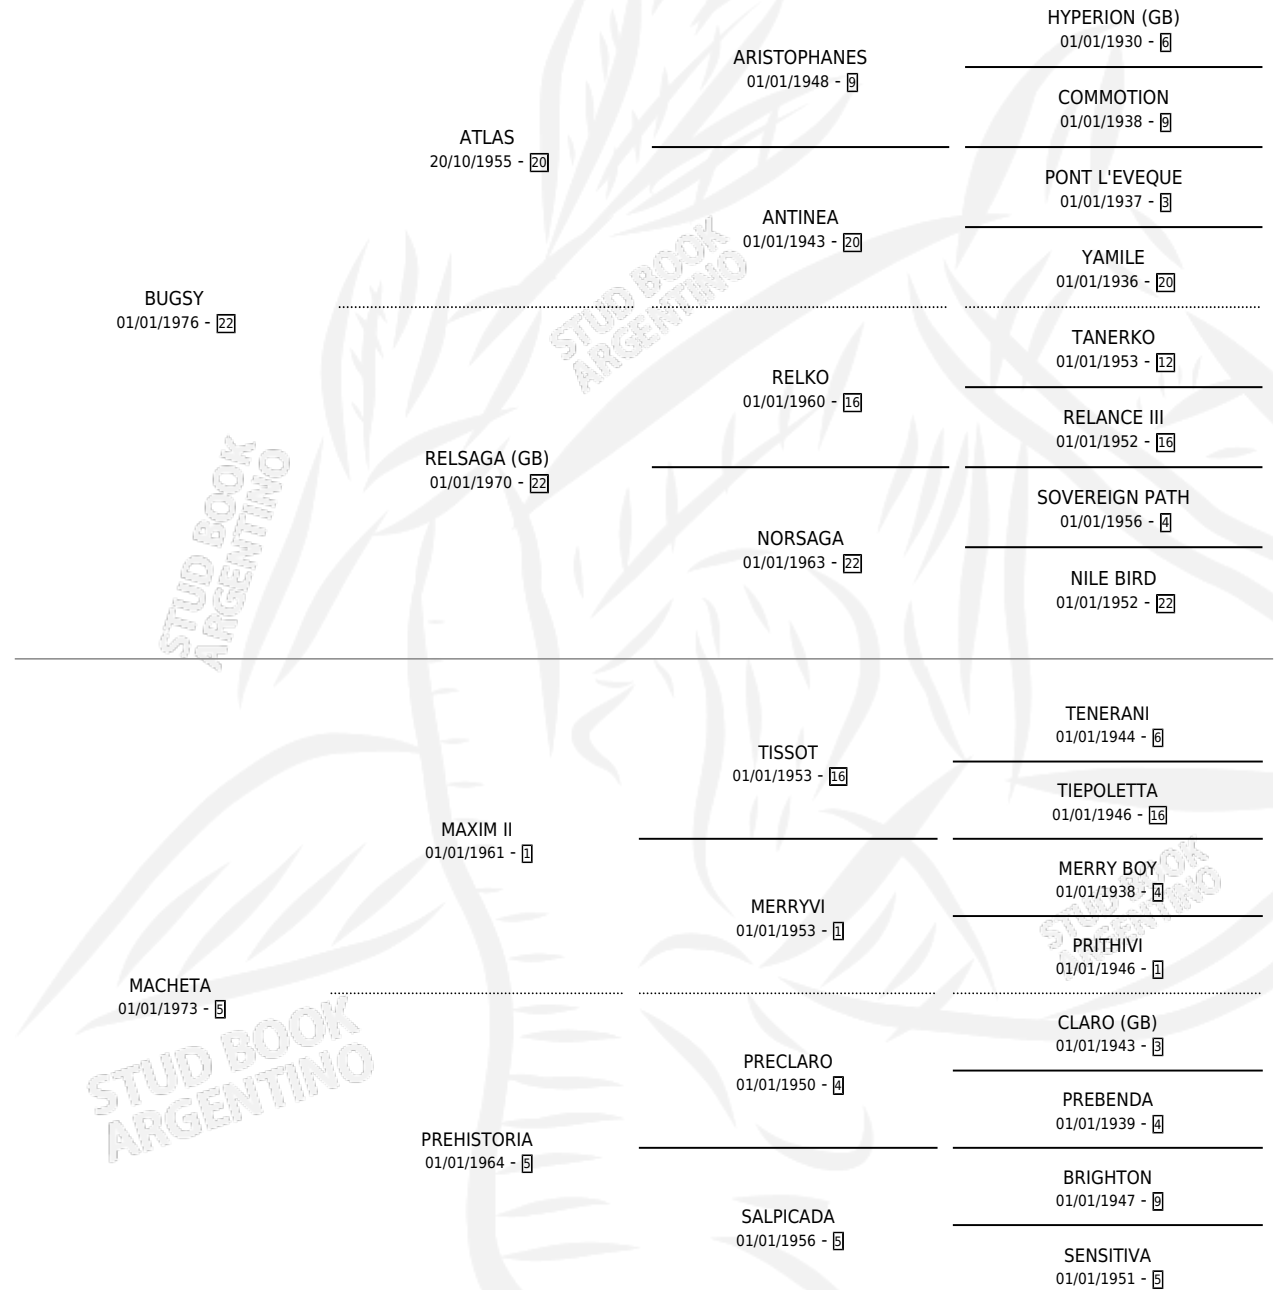 HYPERION (GB)
01/01/1930 - 6
ARISTOPHANES
01/01/1948 - 9
COMMOTION
01/01/1938 - 9
ATLAS
20/10/1955 - 20
PONT L'EVEQUE
01/01/1937 - 3
ANTINEA
01/01/1943 - 20
YAMILE
01/01/1936 - 20
BUGSY
01/01/1976 - 22
TANERKO
01/01/1953 - 12
RELKO
01/01/1960 - 16
RELANCE III
01/01/1952 - 16
RELSAGA (GB)
01/01/1970 - 22
SOVEREIGN PATH
01/01/1956 - 4
NORSAGA
01/01/1963 - 22
NILE BIRD
01/01/1952 - 22
STUD BOOK
ARGENTINO
STUD BOOK
ARGENTINO
TENERANI
01/01/1944 - 6
TISSOT
01/01/1953 - 16
TIEPOLETTA
01/01/1946 - 16
MAXIM II
01/01/1961 - 1
MERRY BOY
01/01/1938 - 4
MERRYVI
01/01/1953 - 1
PRITHIVI
01/01/1946 - 1
STUD BOOK
ARGENTINO
MACHETA
01/01/1973 - 5
CLARO (GB)
01/01/1943 - 3
PRECLARO
01/01/1950 - 4
PREBENDA
01/01/1939 - 4
PREHISTORIA
01/01/1964 - 5
BRIGHTON
01/01/1947 - 9
SALPICADA
01/01/1956 - 5
SENSITIVA
01/01/1951 - 5
STUD BOOK
ARGENTINO